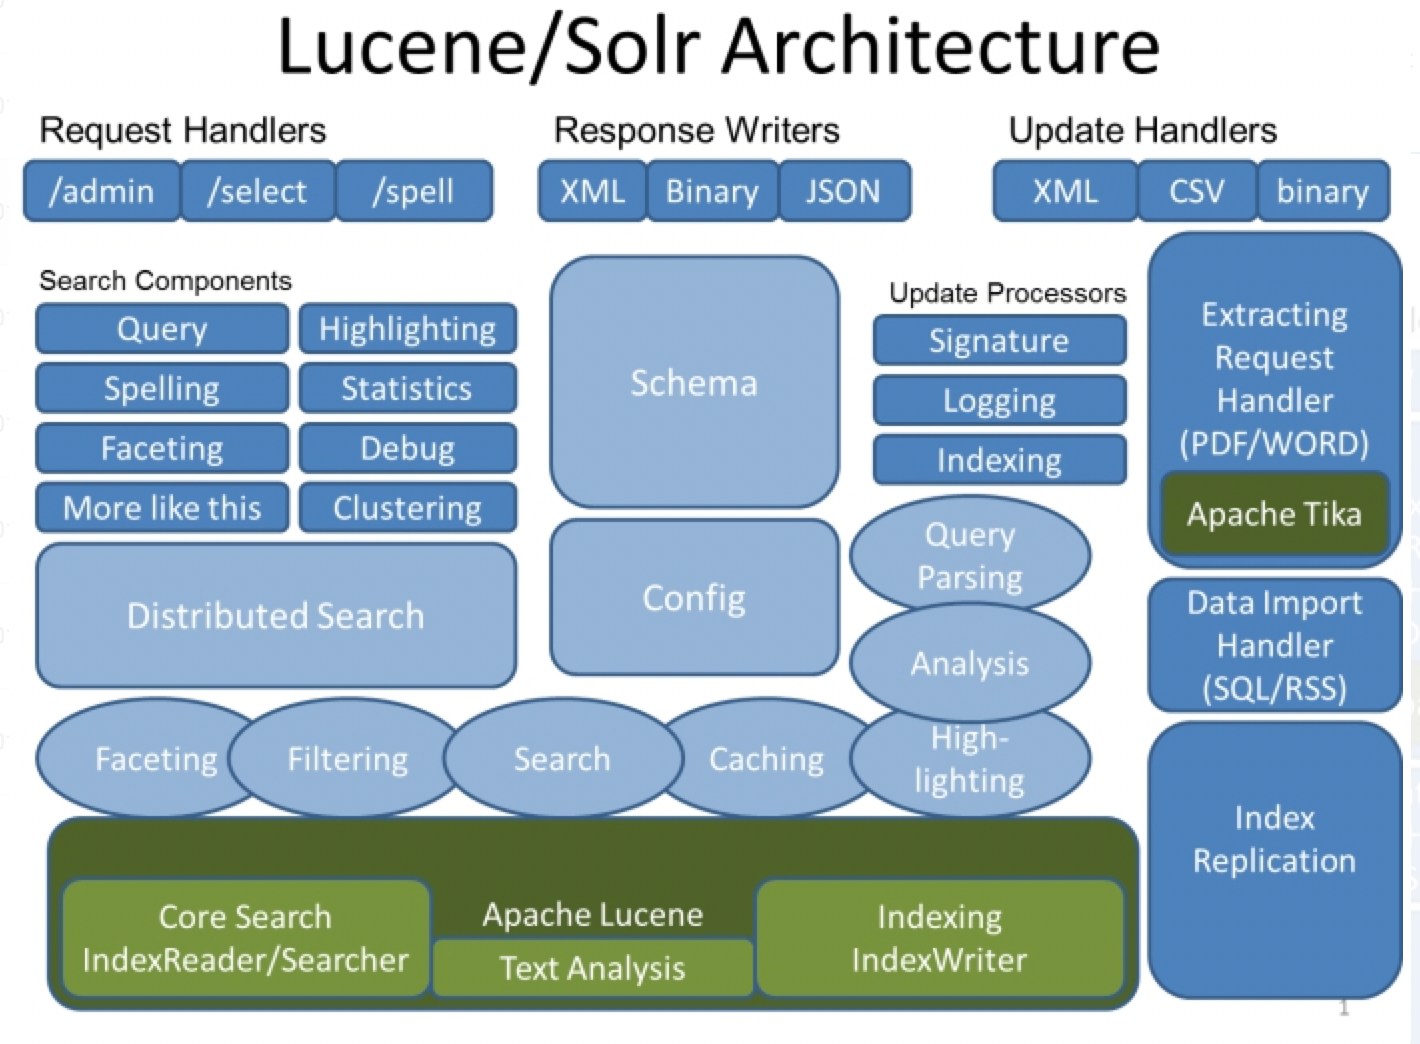 Lucene/Solr Architecture
Request Handlers
/admin
/select
/spell
Response Writers
XML
Binary
JSON
Update Handlers
XML
CSV
binary
Search Components
Query
Highlighting
Spelling
Statistics
Faceting
Debug
More like this
Clustering
Distributed Search
Schema
Config
Update Processors
Signature
Logging
Indexing
Query
Parsing
Analysis
High-
lighting
Extracting
Request
Handler
(PDF/WORD)
Apache Tika
Data Import
Handler
(SQL/RSS)
Index
Replication
Faceting
Filtering
Search
Caching
Core Search
IndexReader/Searcher
Apache Lucene
Text Analysis
Indexing
IndexWriter
1